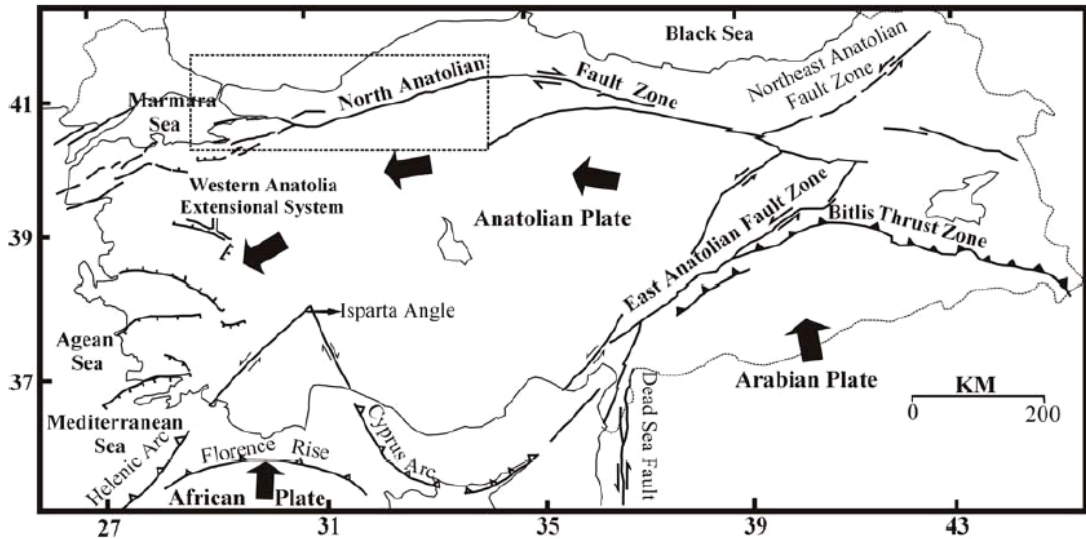 Black Sea
Northeast Anatolian
Fault Zone
North Anatolian
Fault Zone
41
Marmara
Sea
Western Anatolia
Extensional System
Anatolian Plate
East Anatolian Fault Zone
Bitlis Thrust Zone
39
Isparta Angle
Agean
Sea
37
Arabian Plate
KM
0
200
Dead Sea Fault
Mediterranean
Sea
Helenic Arc
Florence Rise
Cyprus Arc
African Plate
27
31
35
39
43